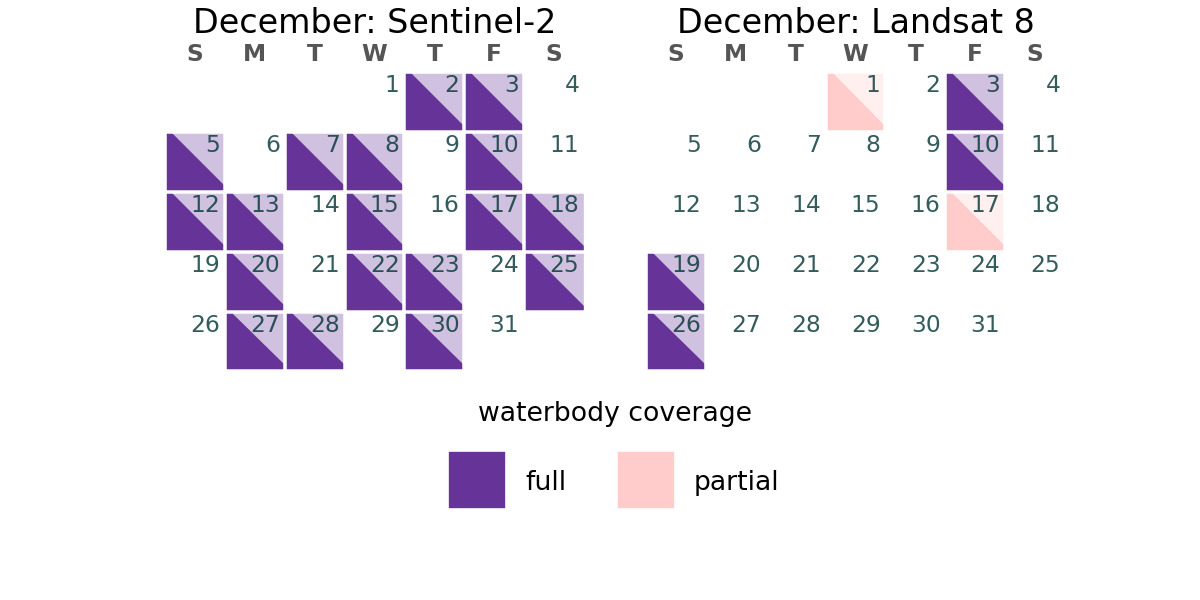 December: Sentinel-2
S M T W T F S
1 2 3 4
5 6 7 8 9 10 11
12 13 14 15 16 17 18
19 20 21 22 23 24 25
26 27 28 29 30 31
December: Landsat 8
S M T W T F S
1 2 3 4
5 6 7 8 9 10 11
12 13 14 15 16 17 18
19 20 21 22 23 24 25
26 27 28 29 30 31
waterbody coverage
full partial